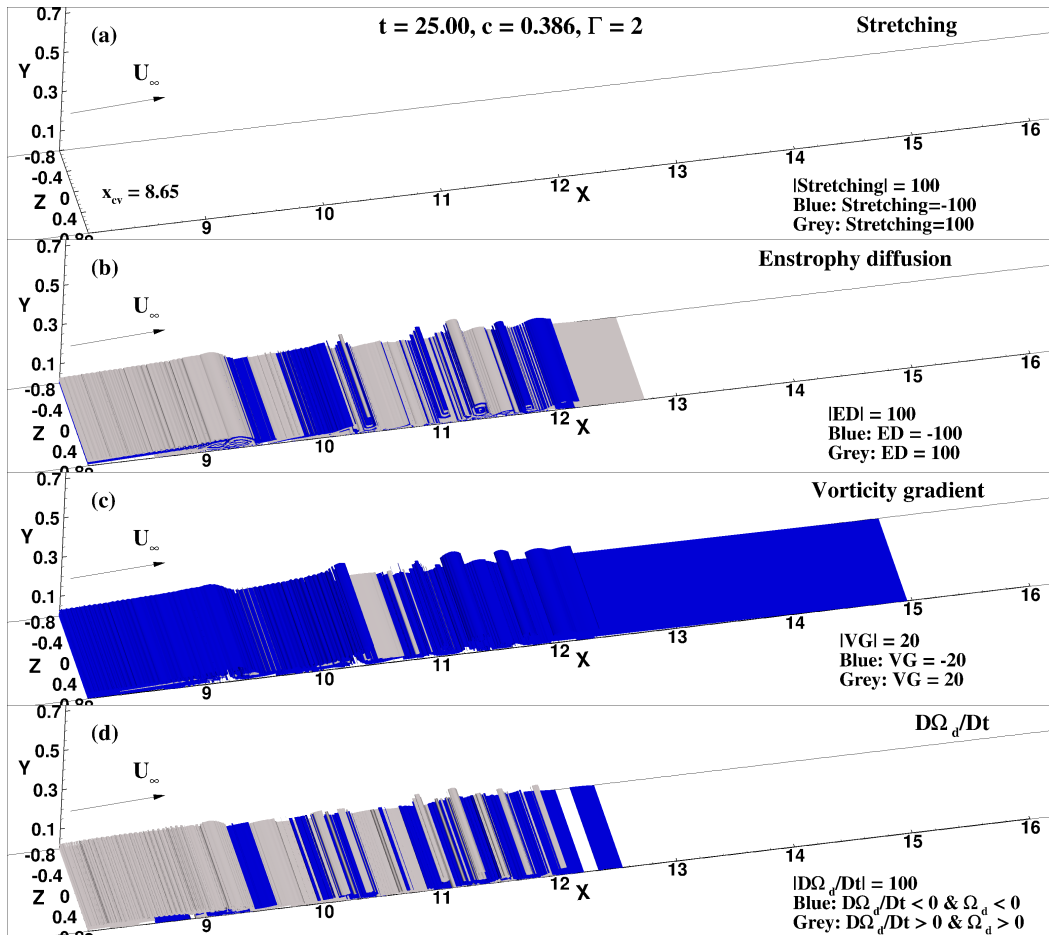 t = 25.00, c = 0.386, Γ = 2
(a)
Stretching
0.7
0.5
Y
0.3
0.1
U∞
-0.8
-0.4
Z
0
0.4
x_cv = 8.65
9
10
11
12
X
13
14
15
16
|Stretching| = 100
Blue: Stretching=-100
Grey: Stretching=100
(b)
Enstrophy diffusion
0.7
0.5
Y
0.3
0.1
U∞
-0.8
-0.4
Z
0
0.4
9
10
11
12
X
13
14
15
16
|ED| = 100
Blue: ED = -100
Grey: ED = 100
(c)
Vorticity gradient
0.7
0.5
Y
0.3
0.1
U∞
-0.8
-0.4
Z
0
0.4
9
10
11
12
X
13
14
15
16
|VG| = 20
Blue: VG = -20
Grey: VG = 20
(d)
DΩ_d/Dt
0.7
0.5
Y
0.3
0.1
U∞
-0.8
-0.4
Z
0
0.4
9
10
11
12
X
13
14
15
16
|DΩ_d/Dt| = 100
Blue: DΩ_d/Dt < 0 & Ω_d < 0
Grey: DΩ_d/Dt > 0 & Ω_d > 0